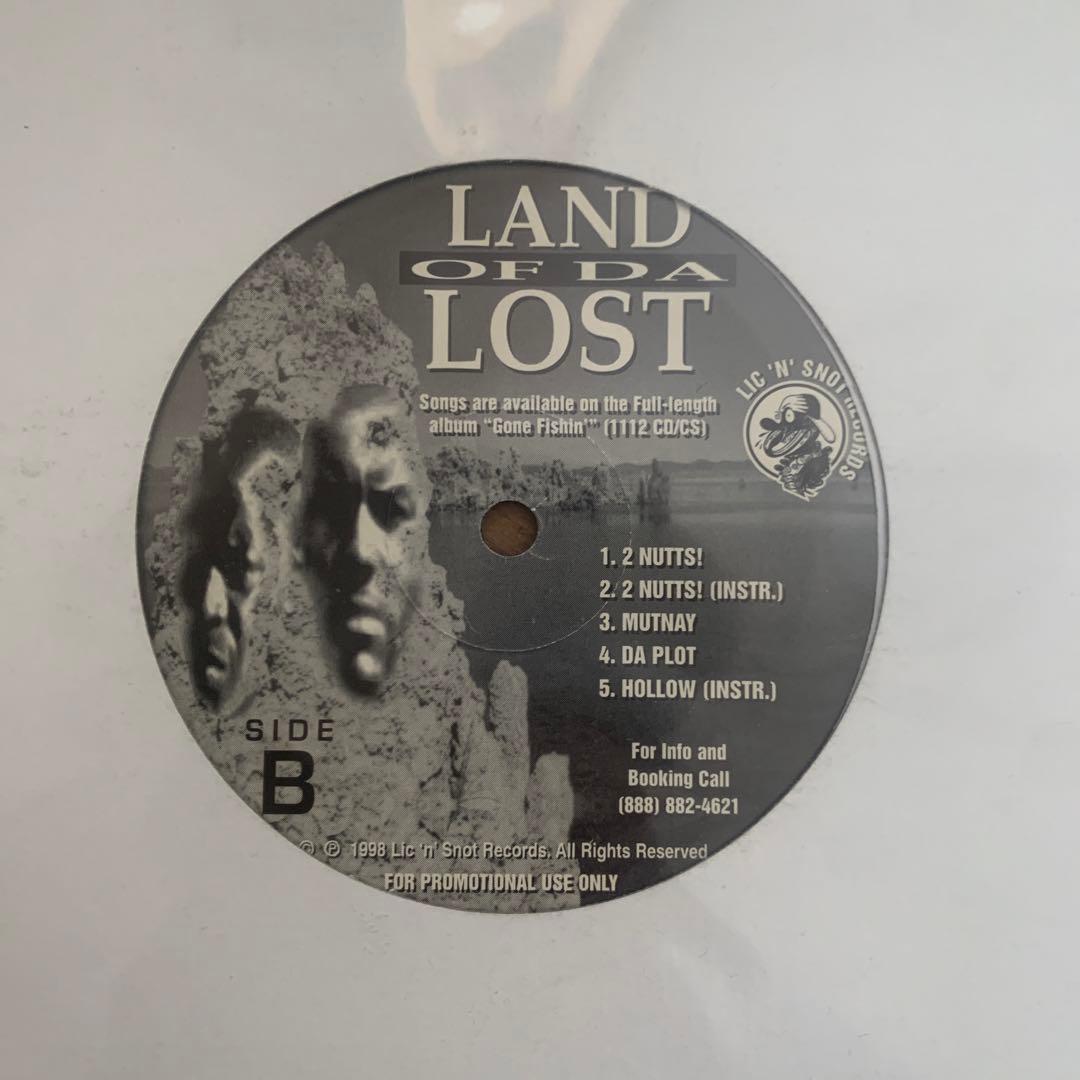 LAND
OF DA
LOST
LIC 'N' SNOT RECORDS
Songs are available on the Full-length
album "Gone Fishin'" (1112 CD/CS)
1. 2 NUTTS!
2. 2 NUTTS! (INSTR.)
3. MUTNAY
4. DA PLOT
5. HOLLOW (INSTR.)
SIDE
B
For Info and
Booking Call
(888) 882-4621
© ℗ 1998 Lic 'n' Snot Records. All Rights Reserved
FOR PROMOTIONAL USE ONLY